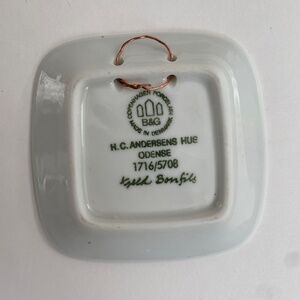 COPENHAGEN PORCELAIN
B&G
MADE IN DENMARK
H.C. ANDERSENS HUS
ODENSE
1716/5708
Kjeld Bonfils